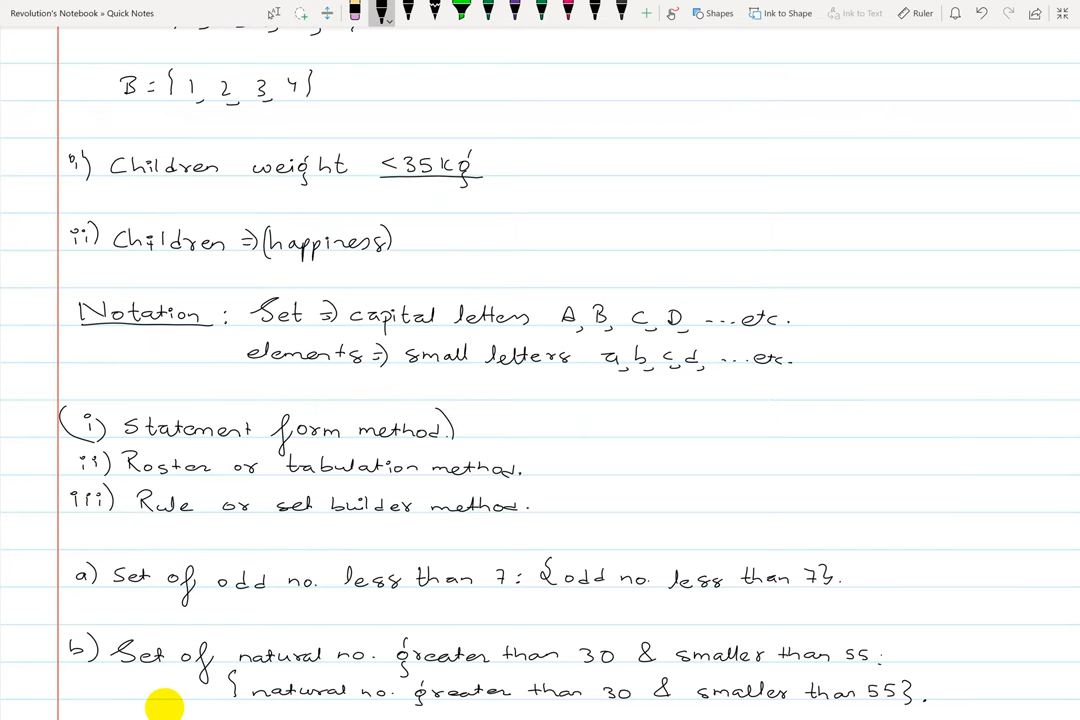 Revolution's Notebook » Quick Notes
Shapes
Ink to Shape
Ink to Text
Ruler
B = { 1, 2, 3, 4 }
i) Children weight <35Kg
ii) Children ⇒ (happiness)
Notation : Set ⇒ capital letters A, B, C, D, ... etc.
elements ⇒ small letters a, b, c, d, ... etc.
(i) Statement form method.)
ii) Roster or tabulation method.
iii) Rule or set builder method.
a) Set of odd no. less than 7 : {odd no. less than 7}.
b) Set of natural no. greater than 30 & smaller than 55 :
{ natural no. greater than 30 & smaller than 55}.